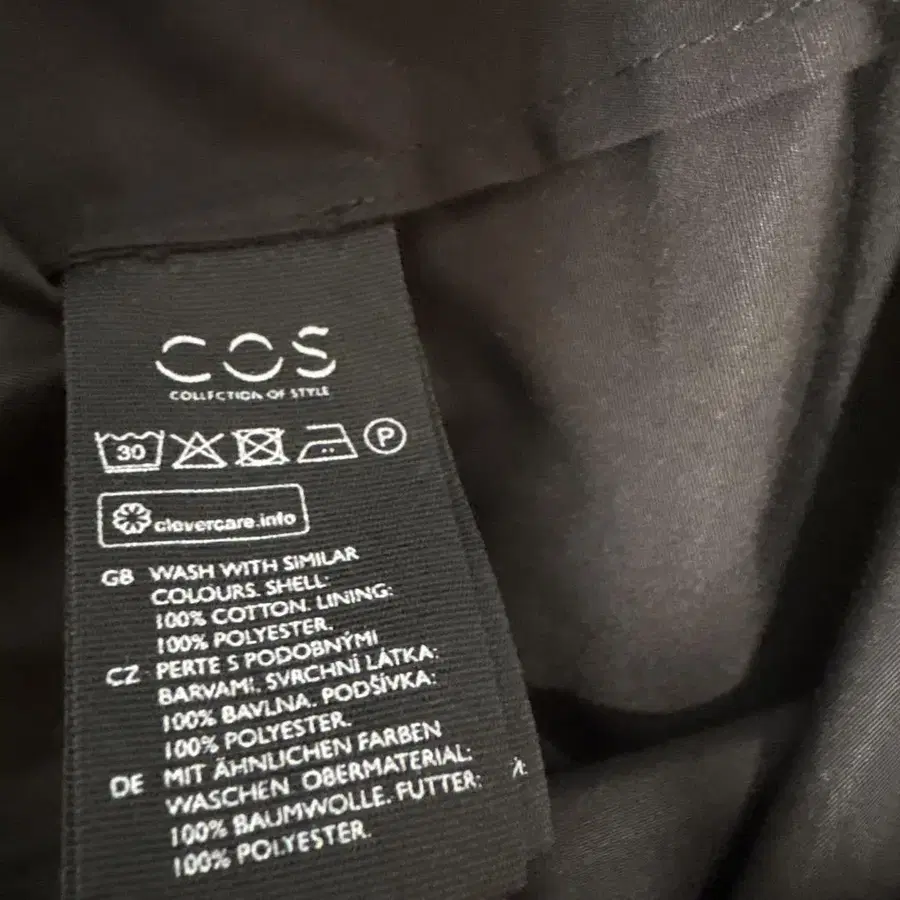 COS
COLLECTION OF STYLE
30 P
clevercare.info
GB WASH WITH SIMILAR
COLOURS. SHELL:
100% COTTON. LINING:
100% POLYESTER.
CZ PERTE S PODOBNÝMI
BARVAMI. SVRCHNÍ LÁTKA:
100% BAVLNA. PODŠÍVKA:
100% POLYESTER.
DE MIT ÄHNLICHEN FARBEN
WASCHEN. OBERMATERIAL:
100% BAUMWOLLE. FUTTER:
100% POLYESTER.